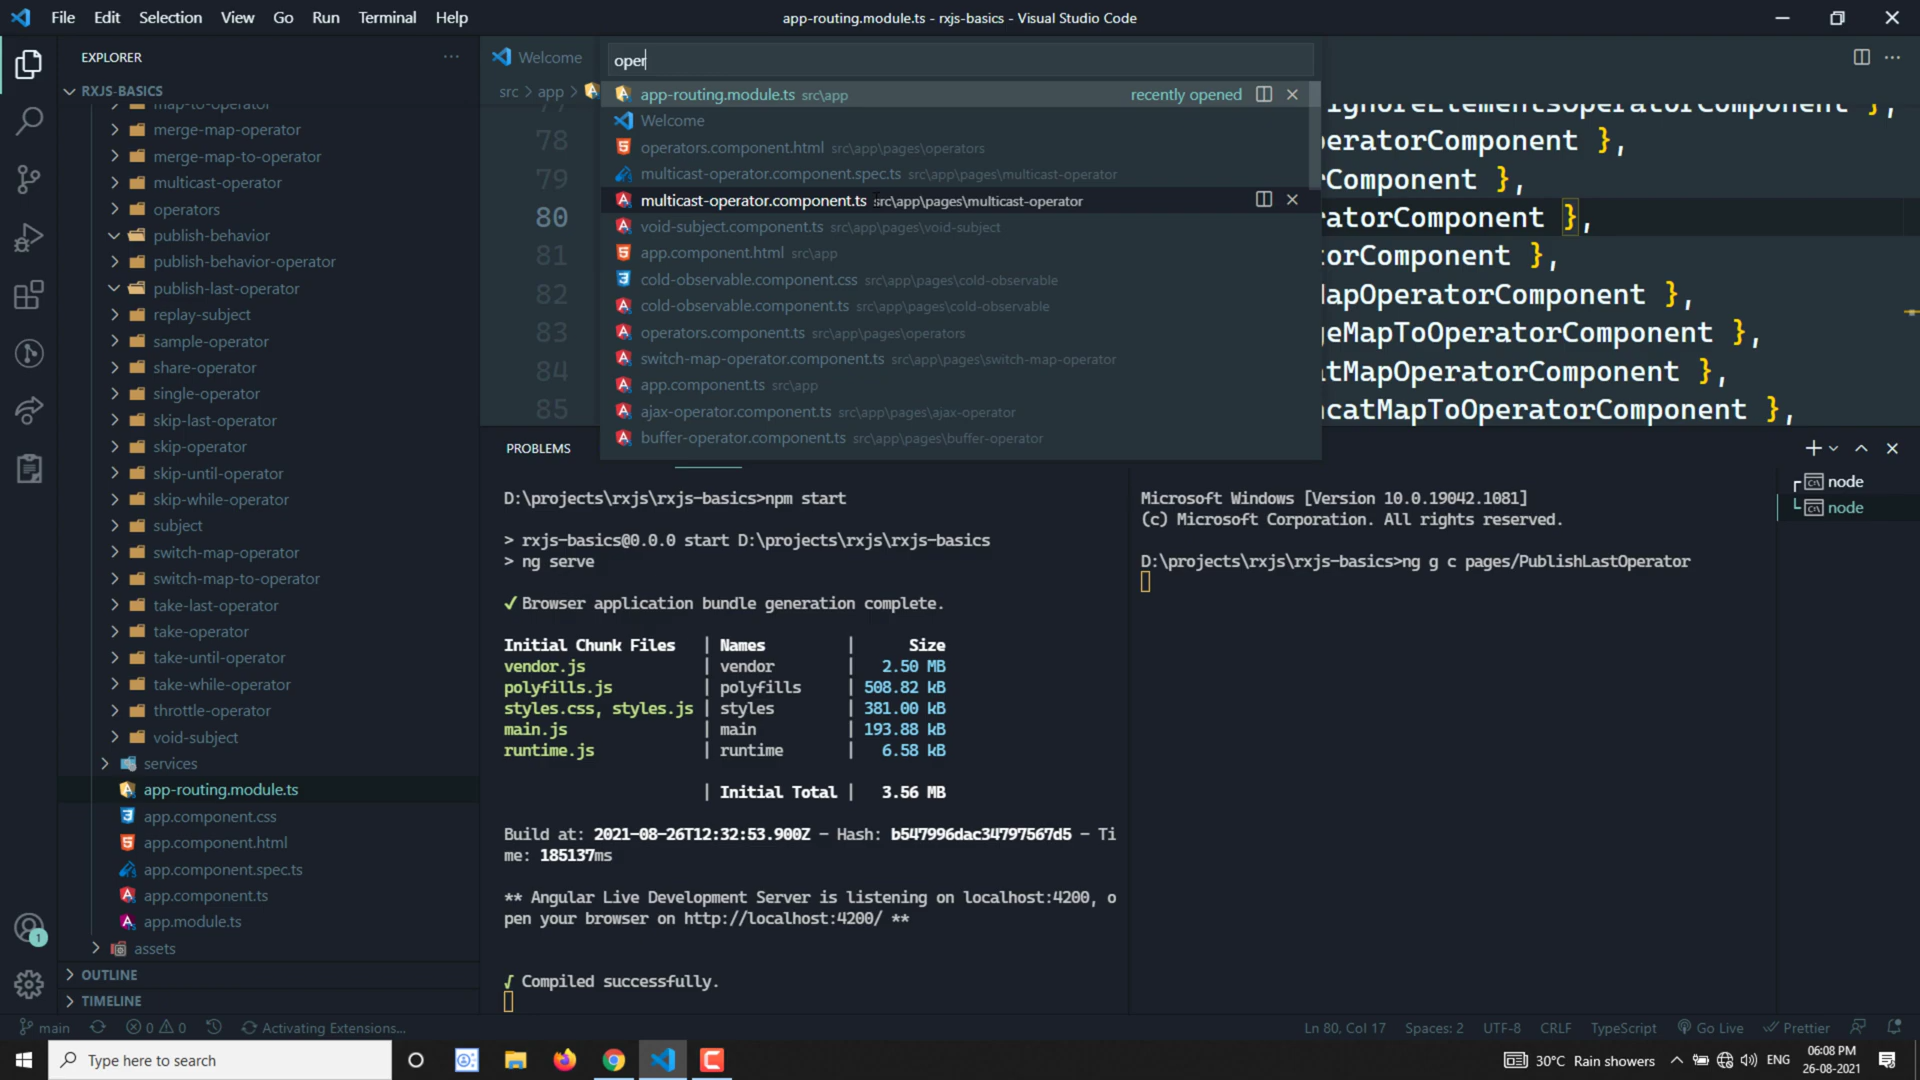 File Edit Selection View Go Run Terminal Help
app-routing.module.ts - rxjs-basics - Visual Studio Code
EXPLORER
RXJS-BASICS
map-to-operator
merge-map-operator
merge-map-to-operator
multicast-operator
operators
publish-behavior
publish-behavior-operator
publish-last-operator
replay-subject
sample-operator
share-operator
single-operator
skip-last-operator
skip-operator
skip-until-operator
skip-while-operator
subject
switch-map-operator
switch-map-to-operator
take-last-operator
take-operator
take-until-operator
take-while-operator
throttle-operator
void-subject
services
app-routing.module.ts
app.component.css
app.component.html
app.component.spec.ts
app.component.ts
app.module.ts
assets
OUTLINE
TIMELINE
Welcome
src > app >
oper
app-routing.module.ts src\app recently opened
Welcome
operators.component.html src\app\pages\operators
multicast-operator.component.spec.ts src\app\pages\multicast-operator
multicast-operator.component.ts src\app\pages\multicast-operator
void-subject.component.ts src\app\pages\void-subject
app.component.html src\app
cold-observable.component.css src\app\pages\cold-observable
cold-observable.component.ts src\app\pages\cold-observable
operators.component.ts src\app\pages\operators
switch-map-operator.component.ts src\app\pages\switch-map-operator
app.component.ts src\app
ajax-operator.component.ts src\app\pages\ajax-operator
buffer-operator.component.ts src\app\pages\buffer-operator
77 IgnoreElementsOperatorComponent },
78 peratorComponent },
79 rComponent },
80 ratorComponent },
81 torComponent },
82 MapOperatorComponent },
83 geMapToOperatorComponent },
84 atMapOperatorComponent },
85 ncatMapToOperatorComponent },
PROBLEMS
D:\projects\rxjs\rxjs-basics>npm start
> rxjs-basics@0.0.0 start D:\projects\rxjs\rxjs-basics
> ng serve
✓ Browser application bundle generation complete.
Initial Chunk Files | Names | Size
vendor.js | vendor | 2.50 MB
polyfills.js | polyfills | 508.82 kB
styles.css, styles.js | styles | 381.00 kB
main.js | main | 193.88 kB
runtime.js | runtime | 6.58 kB
| Initial Total | 3.56 MB
Build at: 2021-08-26T12:32:53.900Z - Hash: b547996dac34797567d5 - Ti
me: 185137ms
** Angular Live Development Server is listening on localhost:4200, o
pen your browser on http://localhost:4200/ **
√ Compiled successfully.
Microsoft Windows [Version 10.0.19042.1081]
(c) Microsoft Corporation. All rights reserved.
D:\projects\rxjs\rxjs-basics>ng g c pages/PublishLastOperator
node
node
main 0 0 Activating Extensions...
Ln 80, Col 17 Spaces: 2 UTF-8 CRLF TypeScript Go Live Prettier
1
Type here to search
30°C Rain showers ENG
06:08 PM
26-08-2021